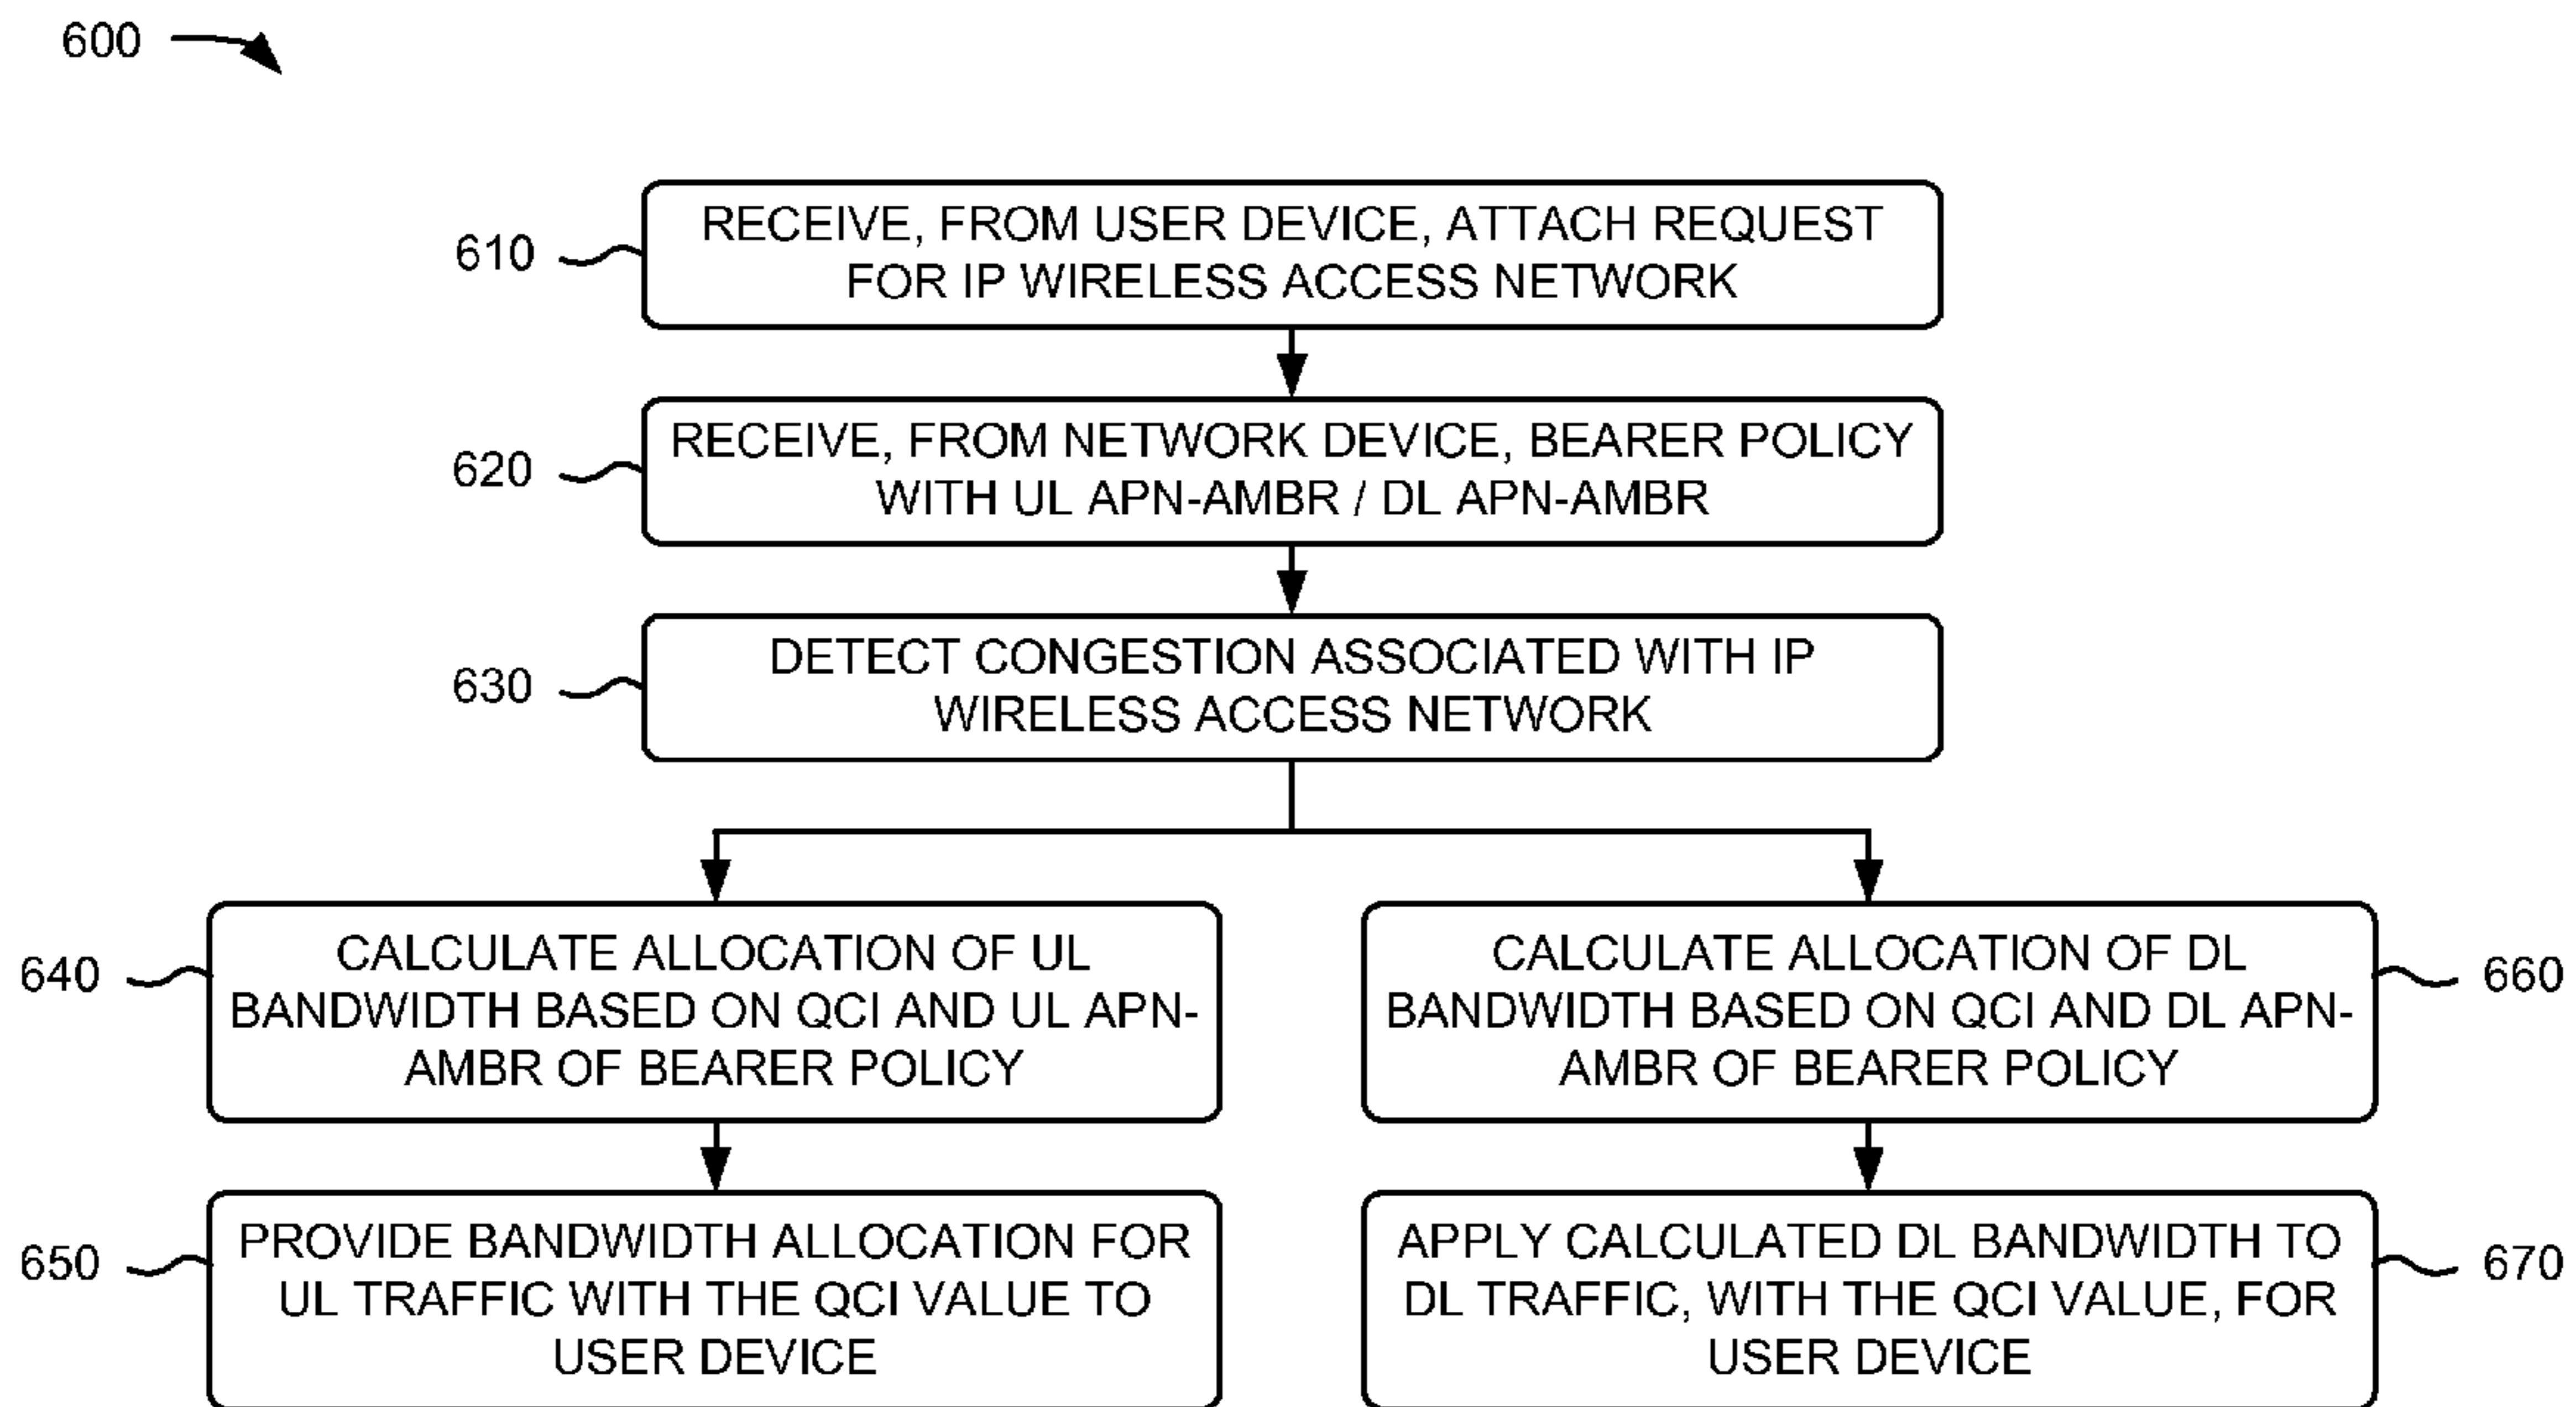 600
610
RECEIVE, FROM USER DEVICE, ATTACH REQUEST
FOR IP WIRELESS ACCESS NETWORK
620
RECEIVE, FROM NETWORK DEVICE, BEARER POLICY
WITH UL APN-AMBR / DL APN-AMBR
630
DETECT CONGESTION ASSOCIATED WITH IP
WIRELESS ACCESS NETWORK
640
CALCULATE ALLOCATION OF UL
BANDWIDTH BASED ON QCI AND UL APN-
AMBR OF BEARER POLICY
650
PROVIDE BANDWIDTH ALLOCATION FOR
UL TRAFFIC WITH THE QCI VALUE TO
USER DEVICE
CALCULATE ALLOCATION OF DL
BANDWIDTH BASED ON QCI AND DL APN-
AMBR OF BEARER POLICY
660
APPLY CALCULATED DL BANDWIDTH TO
DL TRAFFIC, WITH THE QCI VALUE, FOR
USER DEVICE
670